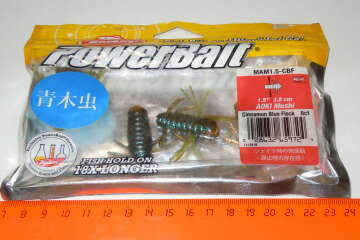 PowerBait
MAM1.5-CBF
青木虫
1.5" 3.8 cm
AOKI Mushi
Cinnamon Blue Fleck 8ct
FISH HOLD ON
18X LONGER
7 8 9 10 11 12 13 14 15 16 17 18 19 20 21 22 23 24